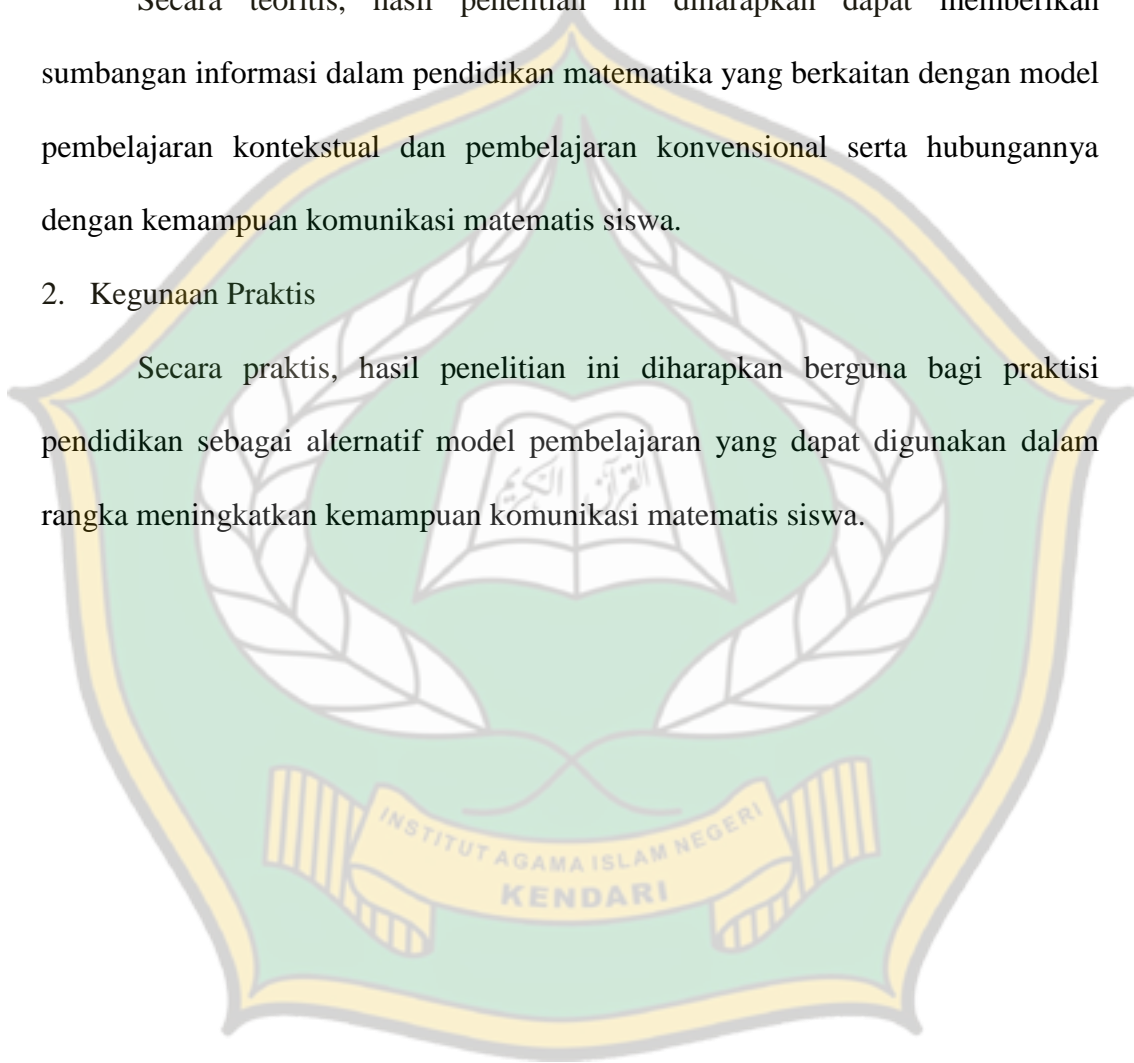 Secara teoritis, hasil penelitian ini diharapkan dapat memberikan
sumbangan informasi dalam pendidikan matematika yang berkaitan dengan model
pembelajaran kontekstual dan pembelajaran konvensional serta hubungannya
dengan kemampuan komunikasi matematis siswa.
2. Kegunaan Praktis
Secara praktis, hasil penelitian ini diharapkan berguna bagi praktisi
pendidikan sebagai alternatif model pembelajaran yang dapat digunakan dalam
القرآن الكريم
rangka meningkatkan kemampuan komunikasi matematis siswa.
INSTITUT AGAMA ISLAM NEGERI
KENDARI